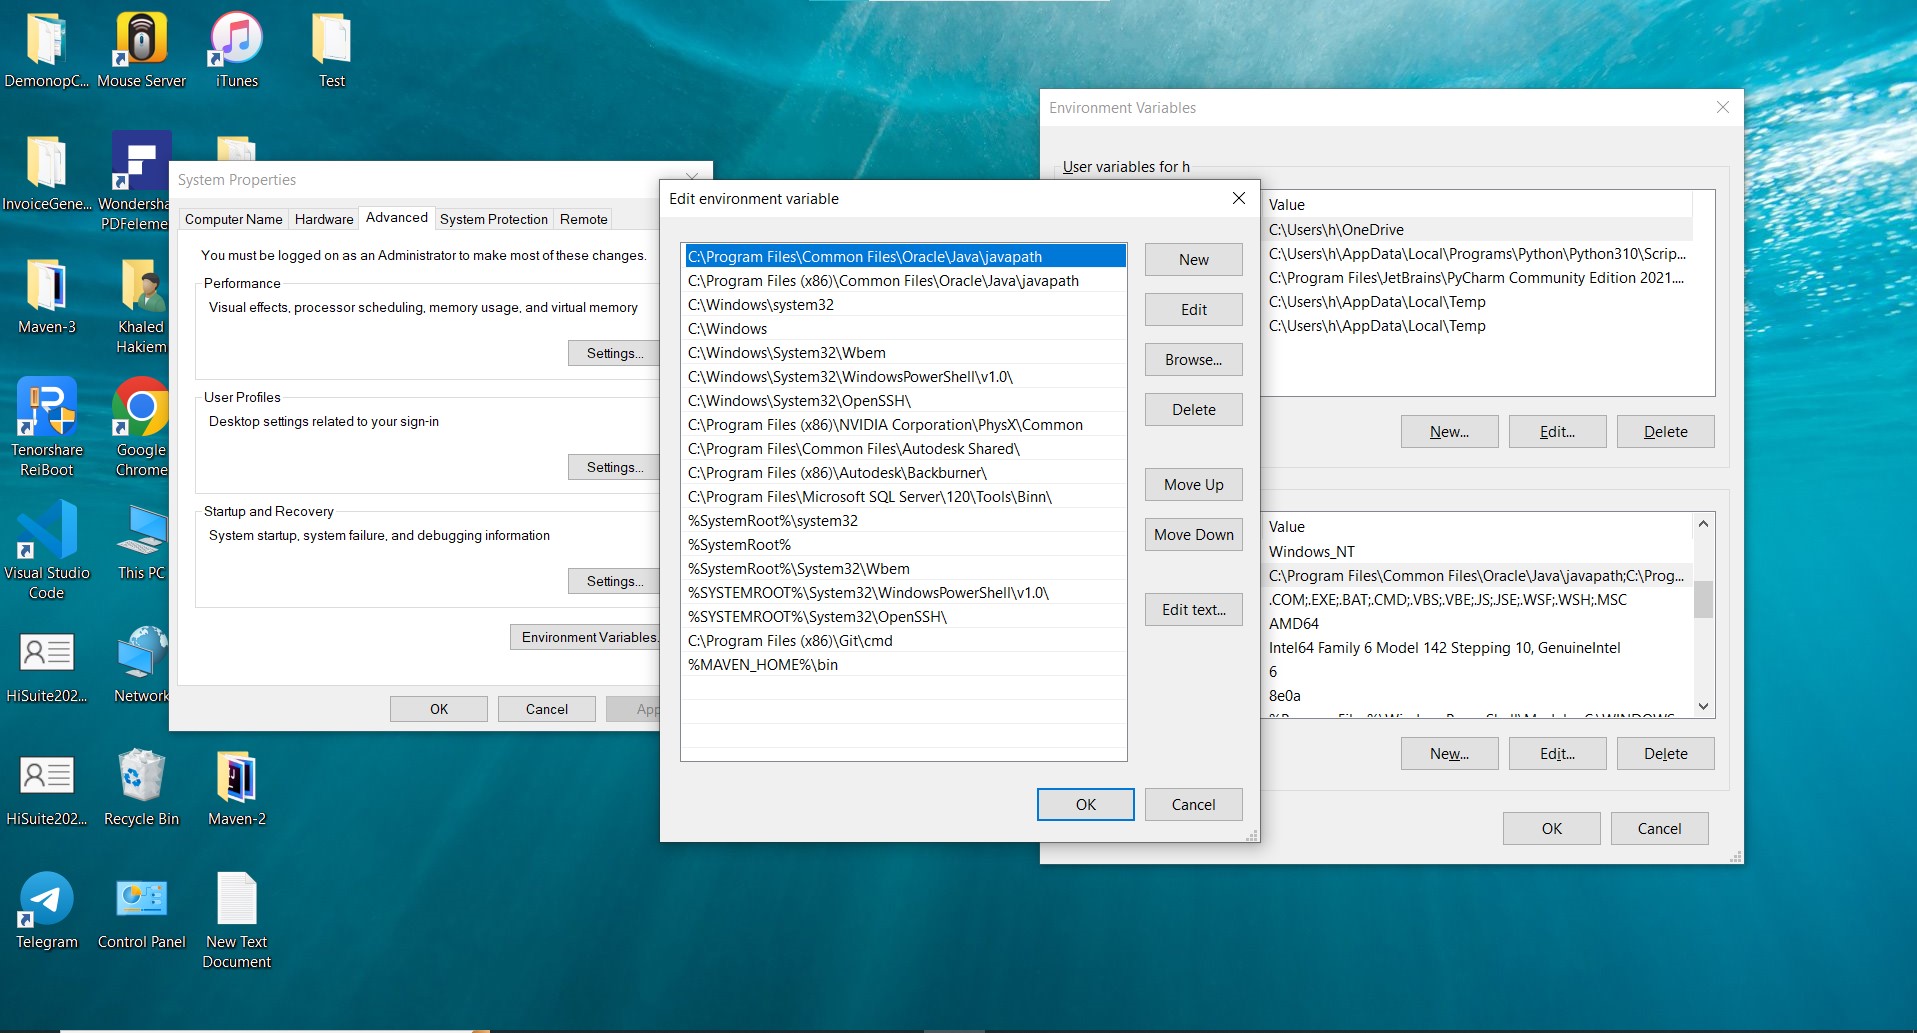 DemonopC...
Mouse Server
iTunes
Test
InvoiceGene...
Wondersha
PDFeleme
Maven-3
Khaled
Hakiem
Tenorshare
ReiBoot
Google
Chrome
Visual Studio
Code
This PC
HiSuite202...
Network
HiSuite202...
Recycle Bin
Maven-2
Telegram
Control Panel
New Text
Document
System Properties
Computer Name
Hardware
Advanced
System Protection
Remote
You must be logged on as an Administrator to make most of these changes.
Performance
Visual effects, processor scheduling, memory usage, and virtual memory
Settings...
User Profiles
Desktop settings related to your sign-in
Settings...
Startup and Recovery
System startup, system failure, and debugging information
Settings...
Environment Variables.
OK
Cancel
App
Edit environment variable
C:\Program Files\Common Files\Oracle\Java\javapath
C:\Program Files (x86)\Common Files\Oracle\Java\javapath
C:\Windows\system32
C:\Windows
C:\Windows\System32\Wbem
C:\Windows\System32\WindowsPowerShell\v1.0\
C:\Windows\System32\OpenSSH\
C:\Program Files (x86)\NVIDIA Corporation\PhysX\Common
C:\Program Files\Common Files\Autodesk Shared\
C:\Program Files (x86)\Autodesk\Backburner\
C:\Program Files\Microsoft SQL Server\120\Tools\Binn\
%SystemRoot%\system32
%SystemRoot%
%SystemRoot%\System32\Wbem
%SYSTEMROOT%\System32\WindowsPowerShell\v1.0\
%SYSTEMROOT%\System32\OpenSSH\
C:\Program Files (x86)\Git\cmd
%MAVEN_HOME%\bin
New
Edit
Browse...
Delete
Move Up
Move Down
Edit text...
OK
Cancel
Environment Variables
User variables for h
Value
C:\Users\h\OneDrive
C:\Users\h\AppData\Local\Programs\Python\Python310\Scrip...
C:\Program Files\JetBrains\PyCharm Community Edition 2021....
C:\Users\h\AppData\Local\Temp
C:\Users\h\AppData\Local\Temp
New...
Edit...
Delete
Value
Windows_NT
C:\Program Files\Common Files\Oracle\Java\javapath;C:\Prog...
.COM;.EXE;.BAT;.CMD;.VBS;.VBE;.JS;.JSE;.WSF;.WSH;.MSC
AMD64
Intel64 Family 6 Model 142 Stepping 10, GenuineIntel
6
8e0a
New...
Edit...
Delete
OK
Cancel